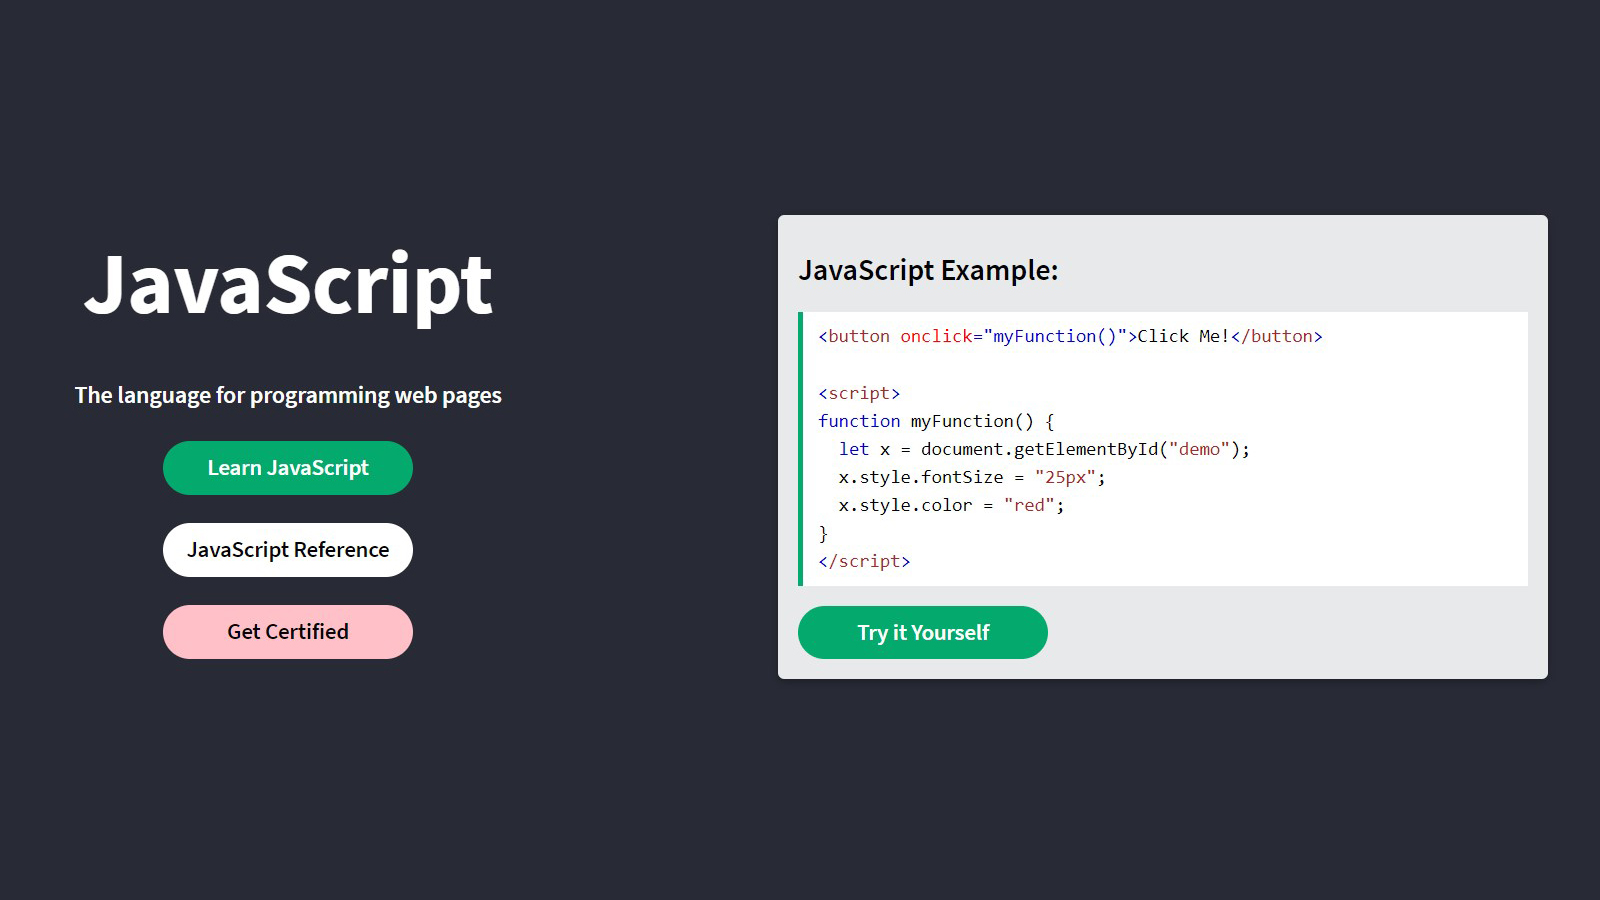 JavaScript
The language for programming web pages
Learn JavaScript
JavaScript Reference
Get Certified
JavaScript Example:
<button onclick="myFunction()">Click Me!</button>
<script>
function myFunction() {
  let x = document.getElementById("demo");
  x.style.fontSize = "25px";
  x.style.color = "red";
}
</script>
Try it Yourself